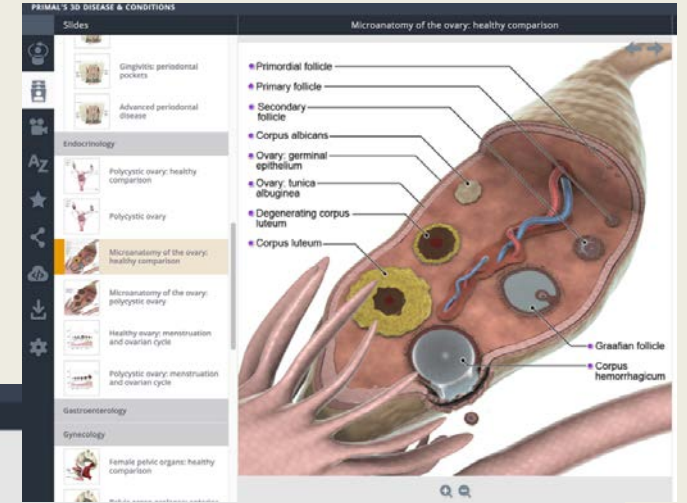 PRIMAL'S 3D DISEASE & CONDITIONS
Slides
Microanatomy of the ovary: healthy comparison
Gingivitis: periodontal
pockets
Advanced periodontal
disease
Endocrinology
Polycystic ovary: healthy
comparison
Polycystic ovary
Microanatomy of the ovary:
healthy comparison
Microanatomy of the ovary:
polycystic ovary
Healthy ovary: menstruation
and ovarian cycle
Polycystic ovary: menstruation
and ovarian cycle
Gastroenterology
Gynecology
Female pelvic organs: healthy
comparison
AZ
Primordial follicle
Primary follicle
Secondary
follicle
Corpus albicans
Ovary: germinal
epithelium
Ovary: tunica
albuginea
Degenerating corpus
luteum
Corpus luteum
Graafian follicle
Corpus
hemorrhagicum